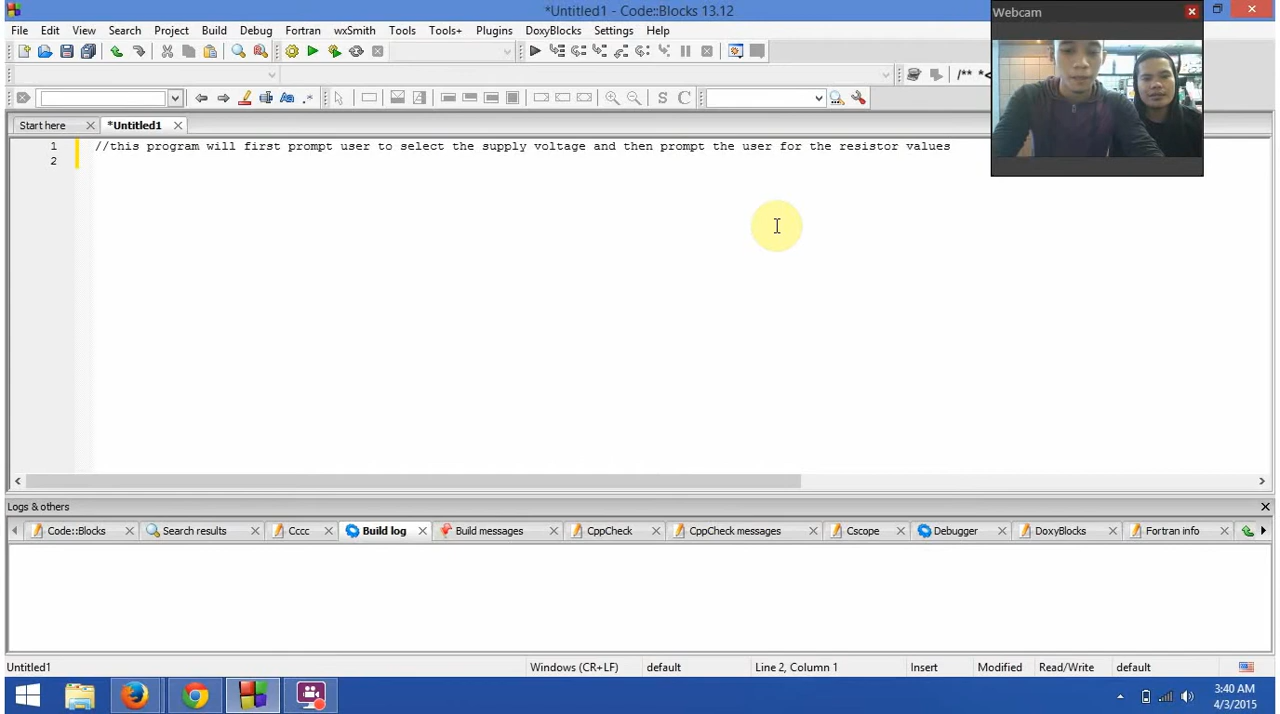 *Untitled1 - Code::Blocks 13.12
Webcam
File Edit View Search Project Build Debug Fortran wxSmith Tools Tools+ Plugins DoxyBlocks Settings Help
/** *<
S C
Start here *Untitled1
1 //this program will first prompt user to select the supply voltage and then prompt the user for the resistor values
2
Logs & others
Code::Blocks Search results Cccc Build log Build messages CppCheck CppCheck messages Cscope Debugger DoxyBlocks Fortran info
Untitled1 Windows (CR+LF) default Line 2, Column 1 Insert Modified Read/Write default
3:40 AM
4/3/2015